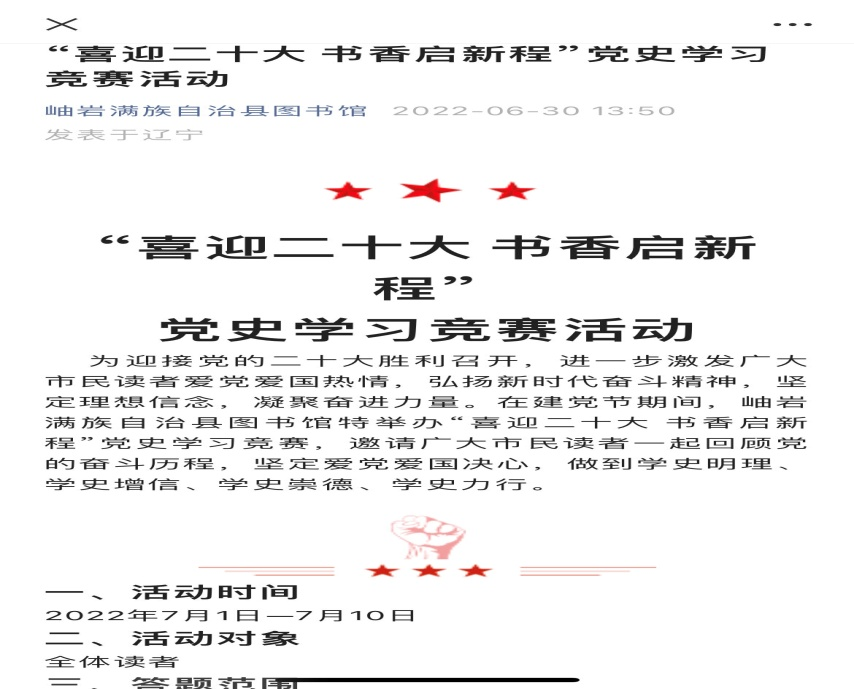 “喜迎二十大 书香启新程”党史学习
竞赛活动
岫岩满族自治县图书馆 2022-06-30 13:50
发表于辽宁
“喜迎二十大 书香启新
程”
党史学习竞赛活动
为迎接党的二十大胜利召开，进一步激发广大
市民读者爱党爱国热情，弘扬新时代奋斗精神，坚
定理想信念，凝聚奋进力量。在建党节期间，岫岩
满族自治县图书馆特举办“喜迎二十大 书香启新
程”党史学习竞赛，邀请广大市民读者一起回顾党
的奋斗历程，坚定爱党爱国决心，做到学史明理、
学史增信、学史崇德、学史力行。
一、活动时间
2022年7月1日—7月10日
二、活动对象
全体读者
三、答题范围